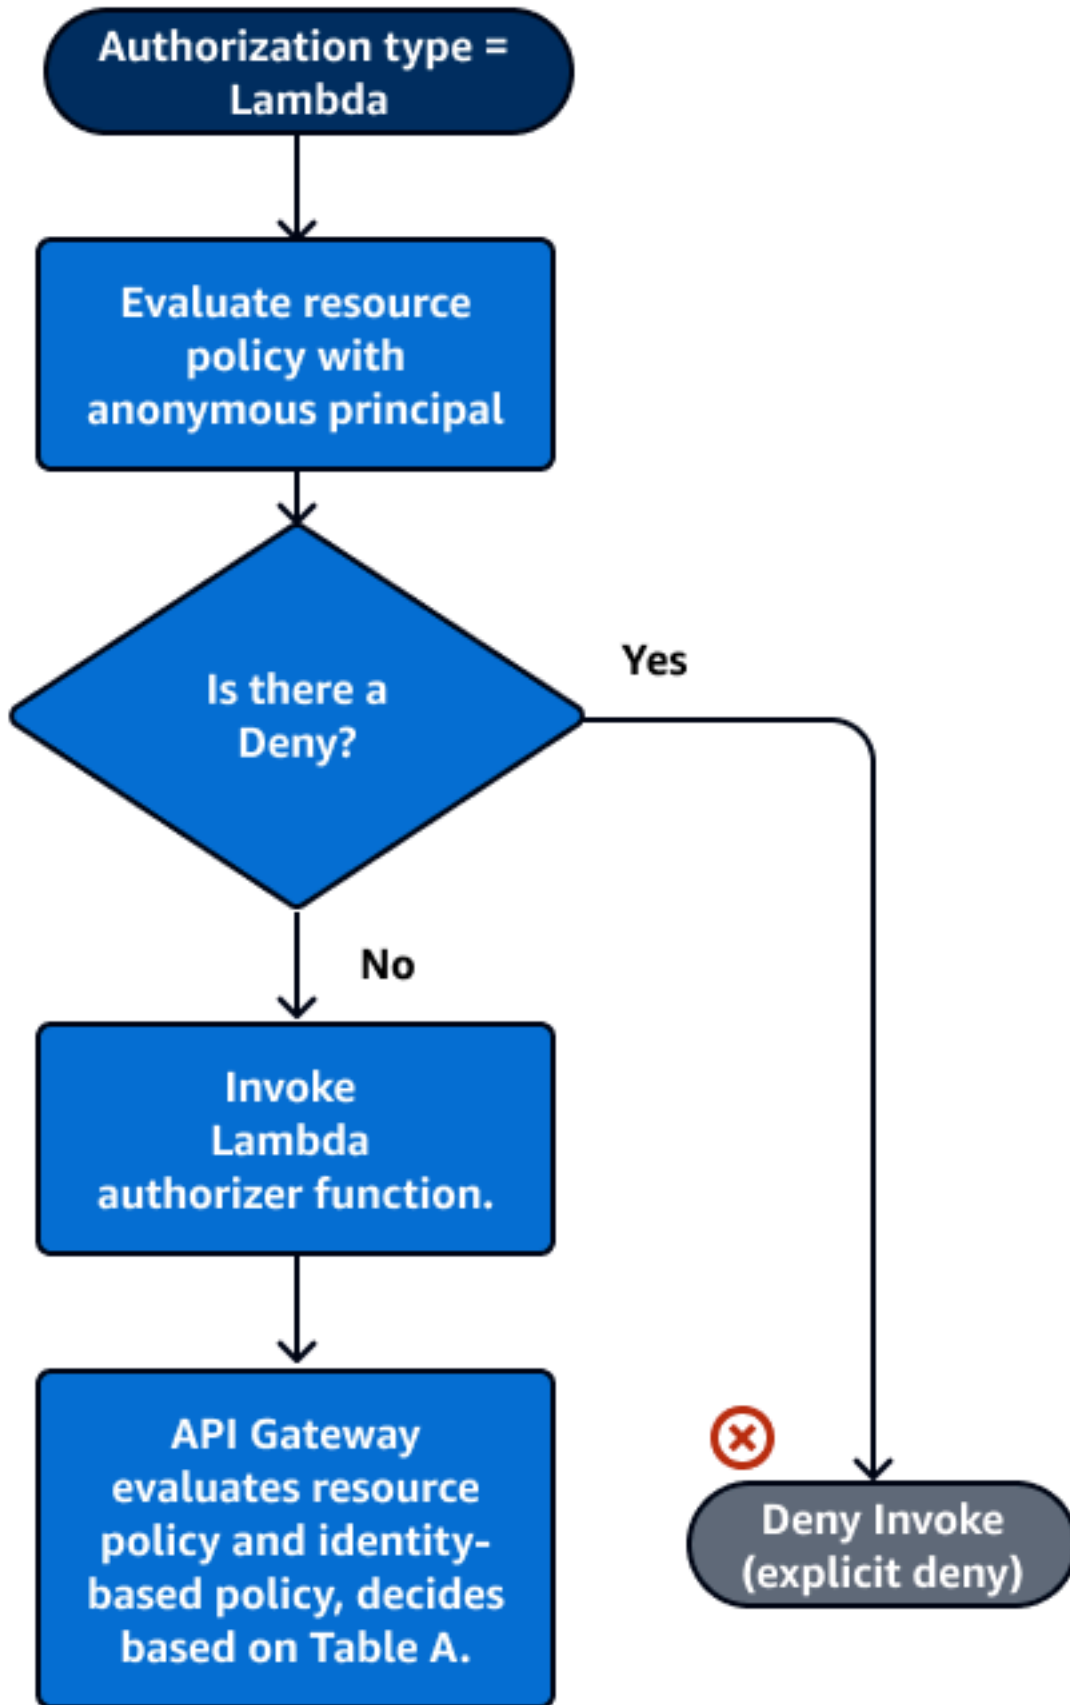 Authorization type =
Lambda
Evaluate resource
policy with
anonymous principal
Is there a
Deny?
Yes
No
Invoke
Lambda
authorizer function.
API Gateway
evaluates resource
policy and identity-
based policy, decides
based on Table A.
Deny Invoke
(explicit deny)